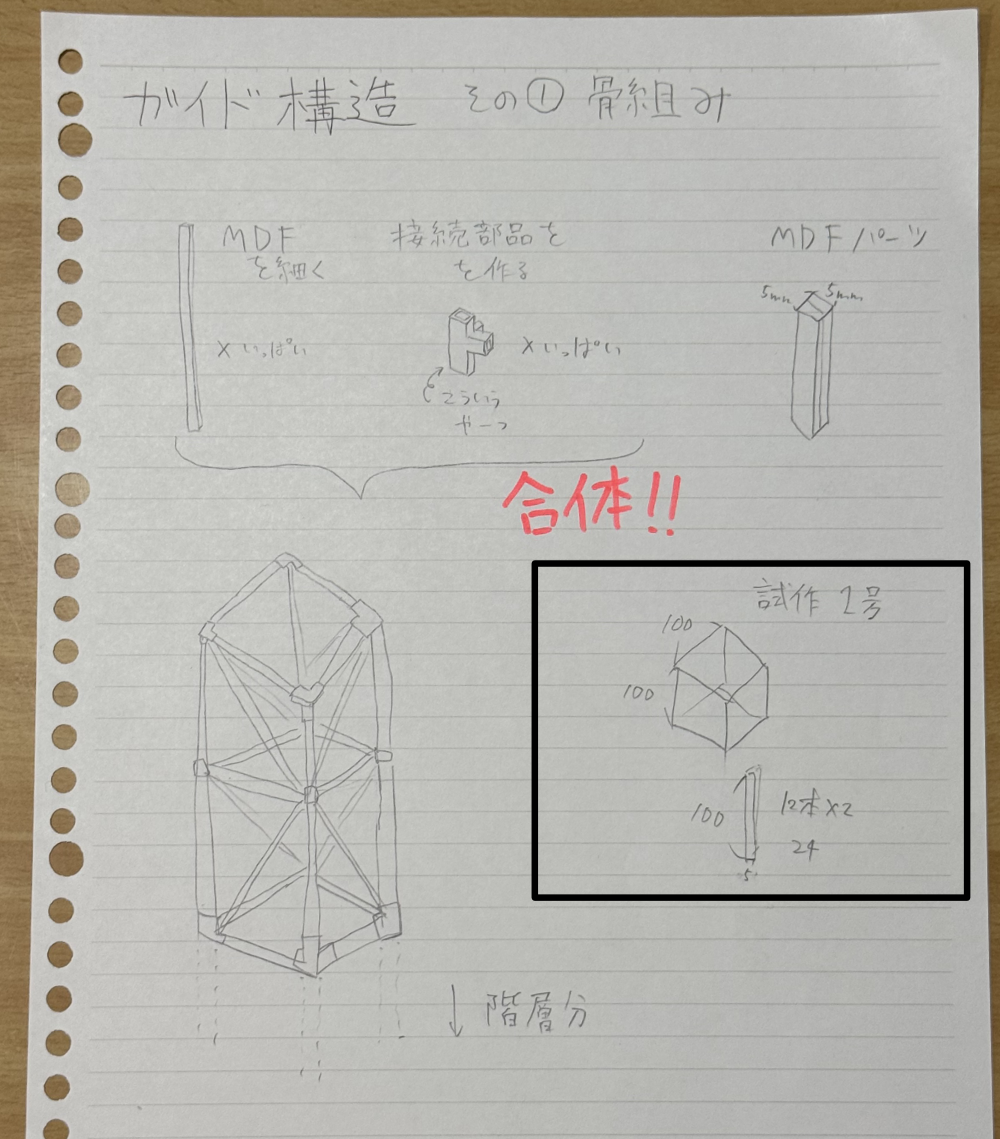 ガイド構造 その① 骨組み
MDF
を細く
×いっぱい
接続部品を
を作る
×いっぱい
こういう
やーつ
MDFパーツ
5mm 5mm
合体!!
試作1号
100
100
100
12本×2
24
5
↓ 階層分